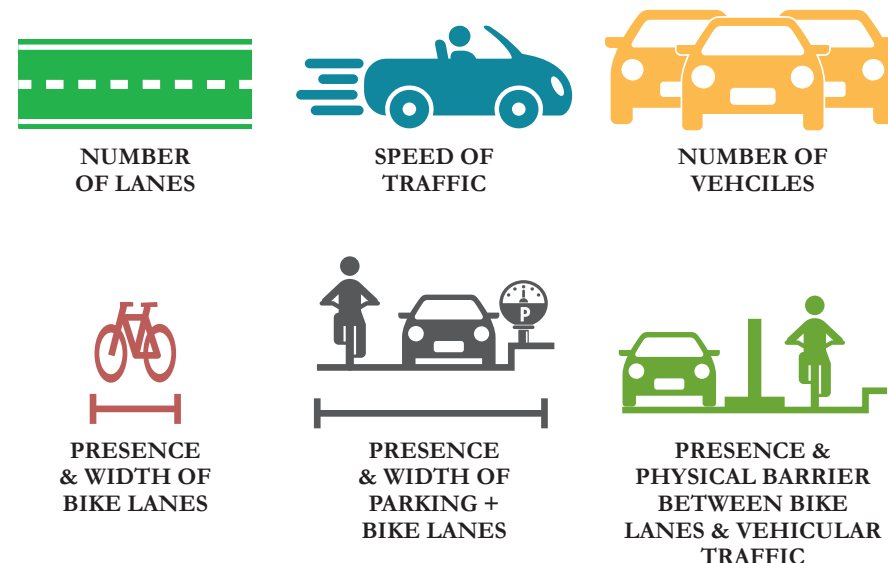 NUMBER
OF LANES
SPEED OF
TRAFFIC
NUMBER OF
VEHCILES
P
PRESENCE
& WIDTH OF
BIKE LANES
PRESENCE
& WIDTH OF
PARKING +
BIKE LANES
PRESENCE &
PHYSICAL BARRIER
BETWEEN BIKE
LANES & VEHICULAR
TRAFFIC